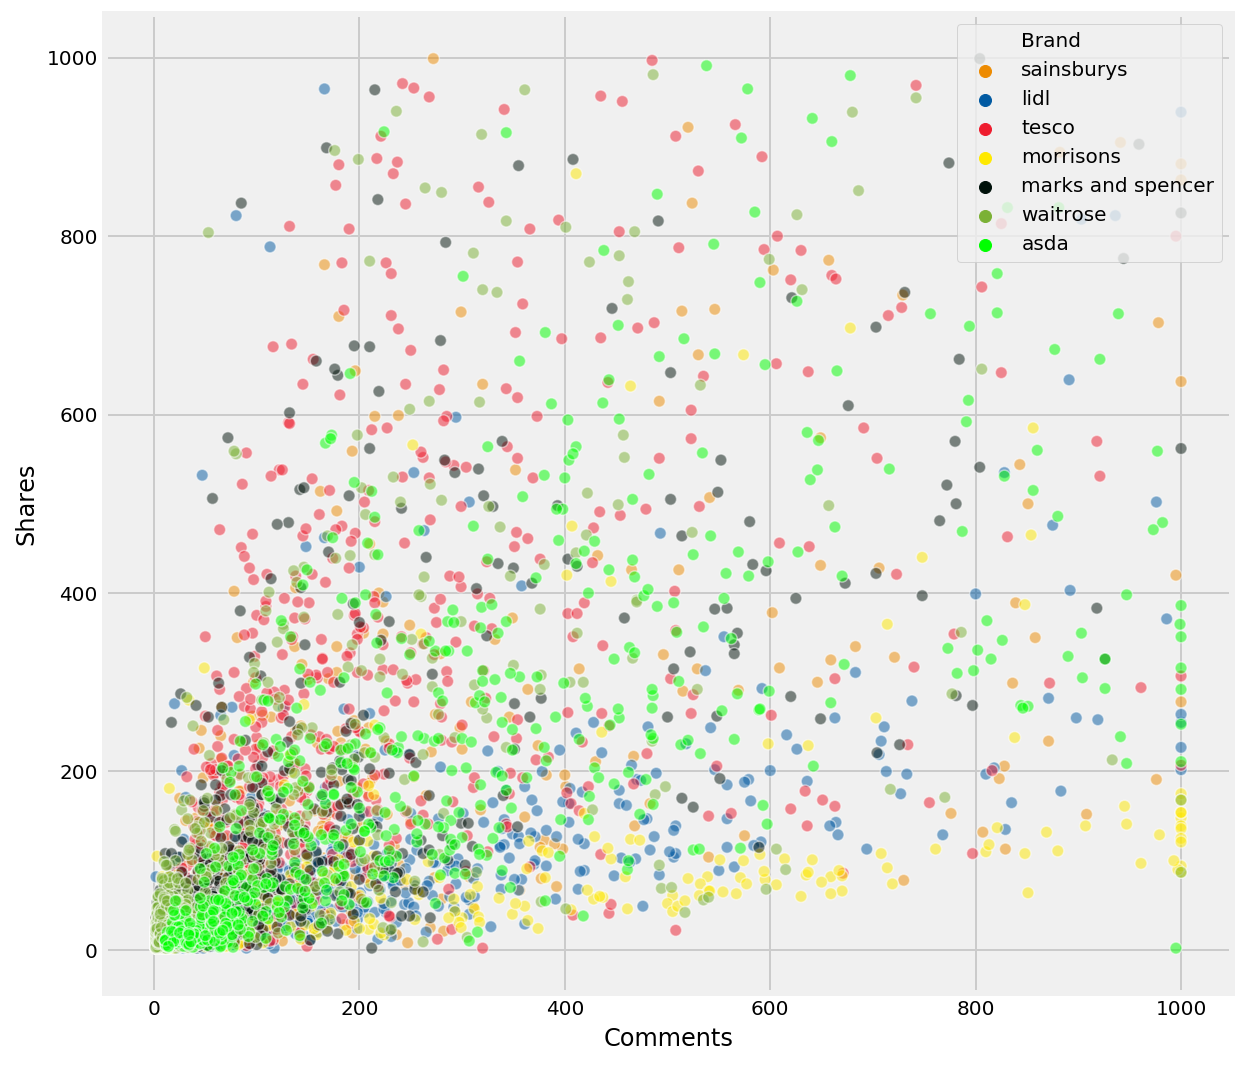 Brand
sainsburys
lidl
tesco
morrisons
marks and spencer
waitrose
asda
1000
800
600
400
200
0
Shares
0 200 400 600 800 1000
Comments